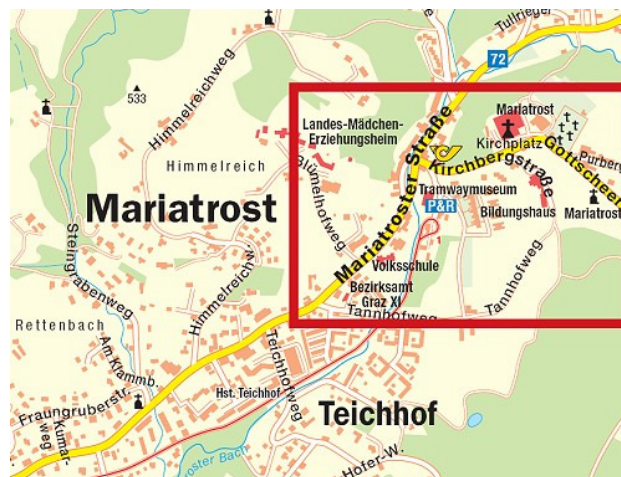 Tullrieger
72
533
Himmelreichweg
Landes-Mädchen-
Erziehungsheim
Mariatrost
Kirchplatz
Gottscheer
Purberg
Himmelreich
Blümelhofweg
Mariatroster Straße
Kirchbergstraße
Tramwaymuseum
P&R
Bildungshaus
Mariatrost
Mariatrost
Steingrabenweg
Himmelreichw.
Volksschule
Bezirksamt
Graz XI
Tannhofweg
Tannhofweg
Rettenbach
Am Klammb.
Teichhofweg
Hst. Teichhof
Fraungruberstr.
Kumar-
weg
Teichhof
oster Bach
Hofer-W.